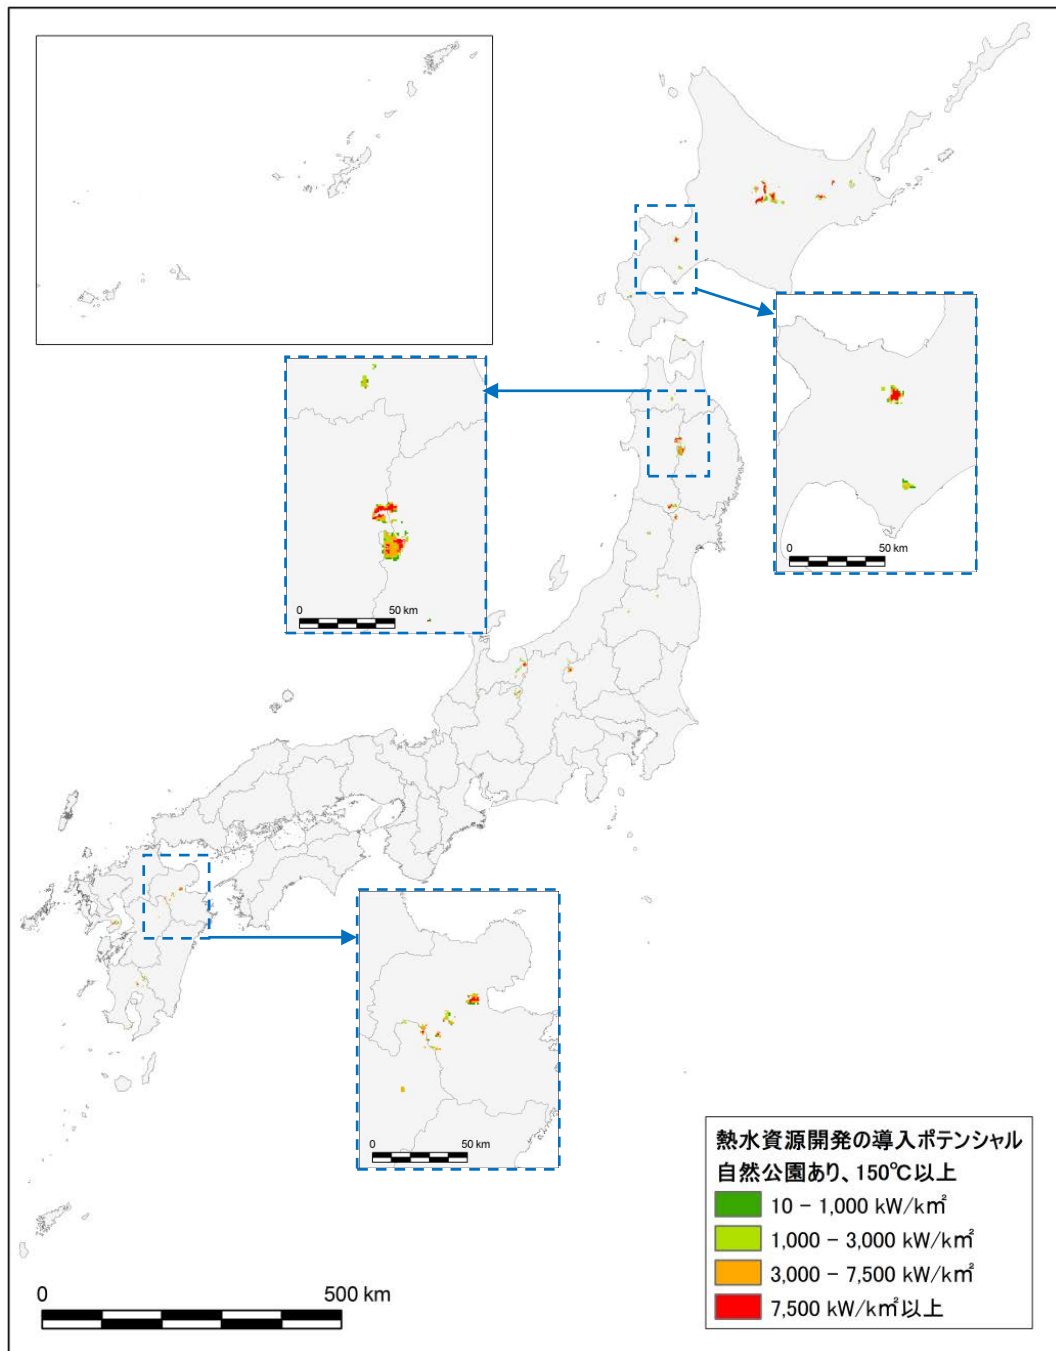 0 50 km
0 50 km
0 50 km
0 500 km
熱水資源開発の導入ポテンシャル
自然公園あり、150℃以上
10 − 1,000 kW/k㎡
1,000 − 3,000 kW/k㎡
3,000 − 7,500 kW/k㎡
7,500 kW/k㎡以上